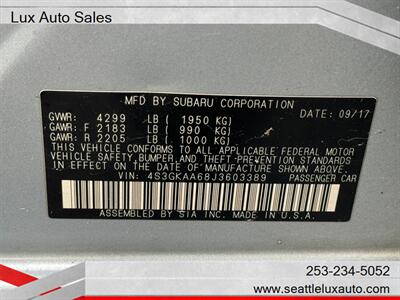 Lux Auto Sales
MFD BY SUBARU CORPORATION
GVWR: 4299 LB ( 1950 KG) DATE: 09/17
GAWR: F 2183 LB ( 990 KG)
GAWR: R 2205 LB ( 1000 KG)
THIS VEHICLE CONFORMS TO ALL APPLICABLE FEDERAL MOTOR
VEHICLE SAFETY, BUMPER, AND THEFT PREVENTION STANDARDS
IN EFFECT ON THE DATE OF MANUFACTURE SHOWN ABOVE.
VIN: 4S3GKAA68J3603389 PASSENGER CAR
ASSEMBLED BY SIA INC. MADE IN U.S.A.
253-234-5052
www.seattleluxauto.com